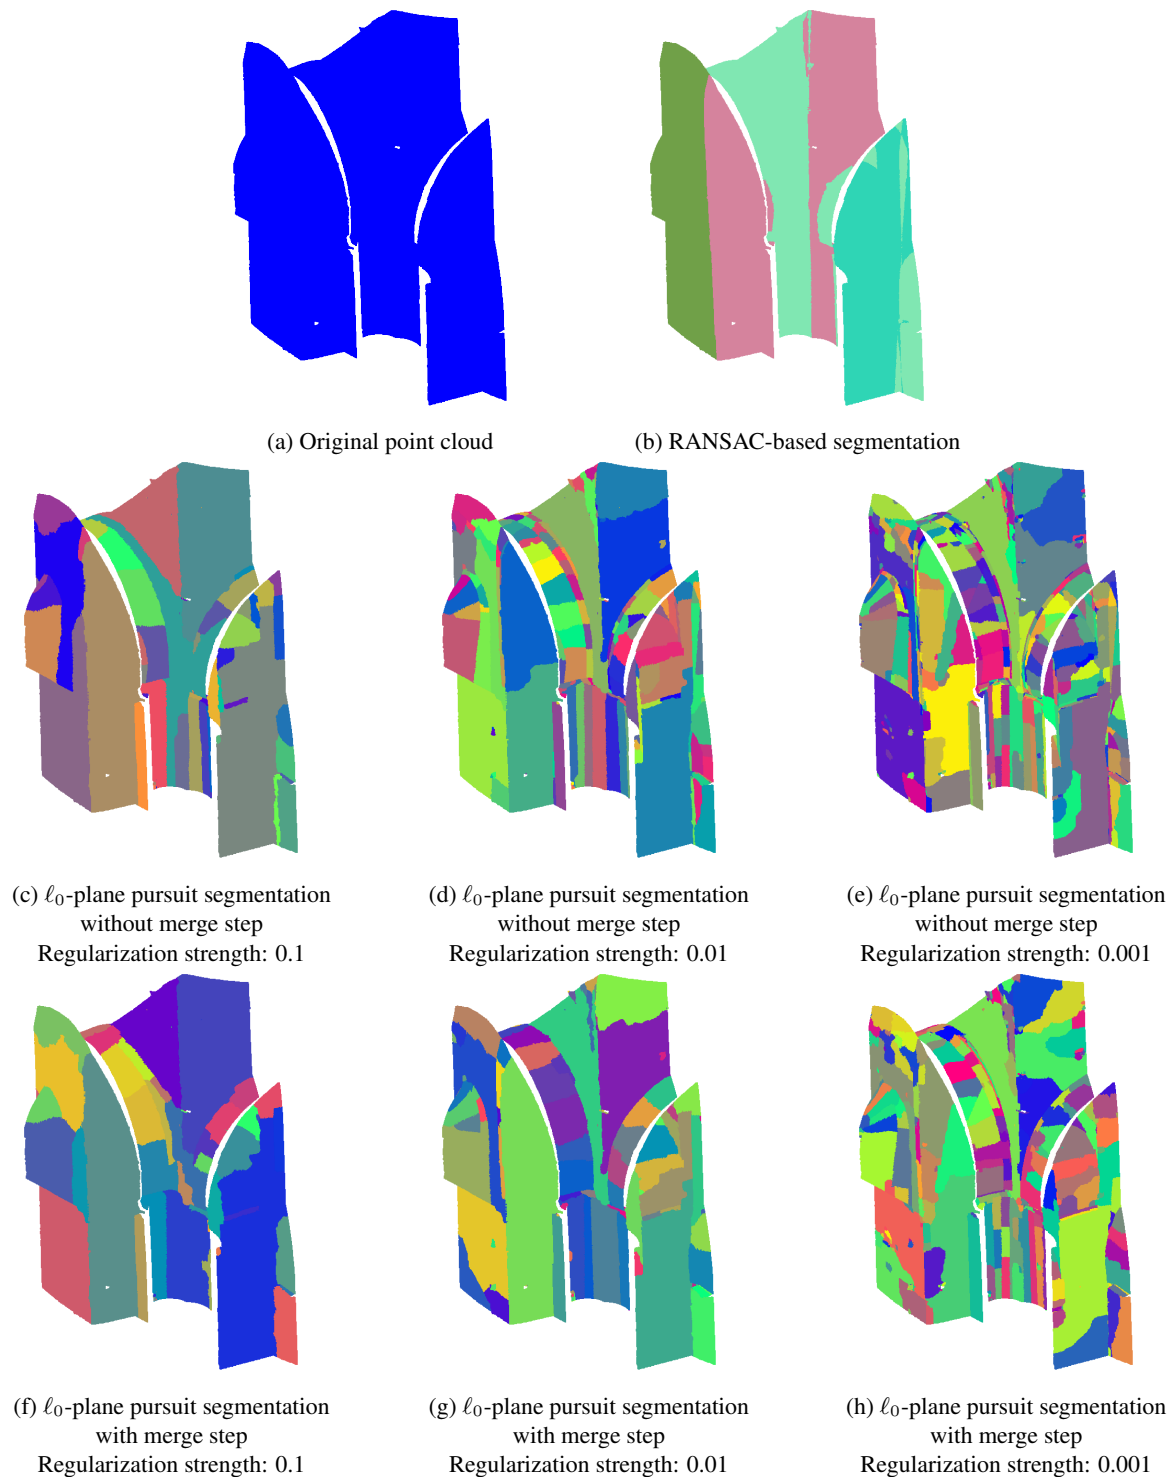 (a) Original point cloud
(b) RANSAC-based segmentation
(c) ℓ₀-plane pursuit segmentation
without merge step
Regularization strength: 0.1
(d) ℓ₀-plane pursuit segmentation
without merge step
Regularization strength: 0.01
(e) ℓ₀-plane pursuit segmentation
without merge step
Regularization strength: 0.001
(f) ℓ₀-plane pursuit segmentation
with merge step
Regularization strength: 0.1
(g) ℓ₀-plane pursuit segmentation
with merge step
Regularization strength: 0.01
(h) ℓ₀-plane pursuit segmentation
with merge step
Regularization strength: 0.001